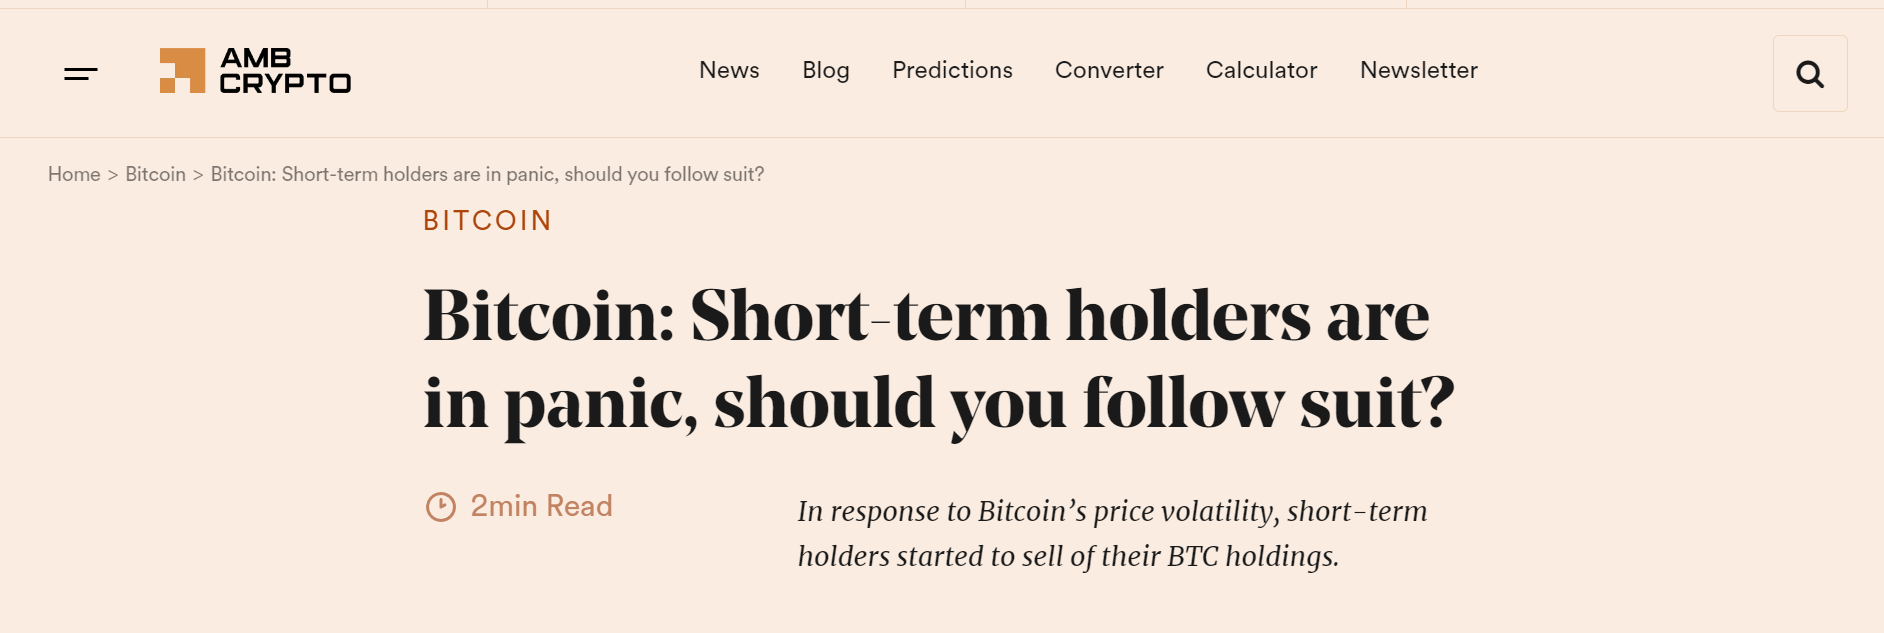 AMB
CRYPTO
News Blog Predictions Converter Calculator Newsletter
Home > Bitcoin > Bitcoin: Short-term holders are in panic, should you follow suit?
BITCOIN
Bitcoin: Short-term holders are
in panic, should you follow suit?
2min Read
In response to Bitcoin’s price volatility, short-term
holders started to sell of their BTC holdings.